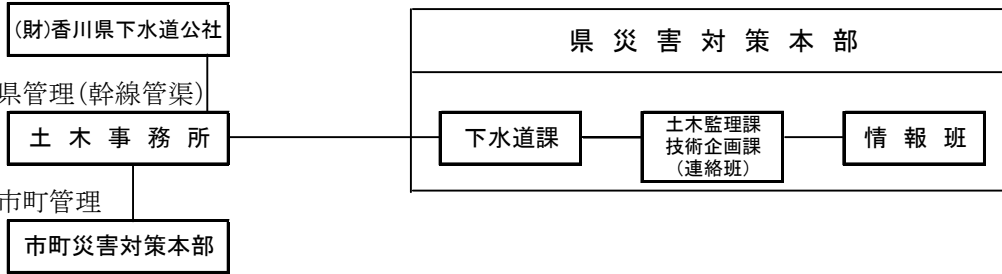 (財)香川県下水道公社
県災害対策本部
県管理(幹線管渠)
土木事務所
下水道課
土木監理課
技術企画課
(連絡班)
情報班
市町管理
市町災害対策本部